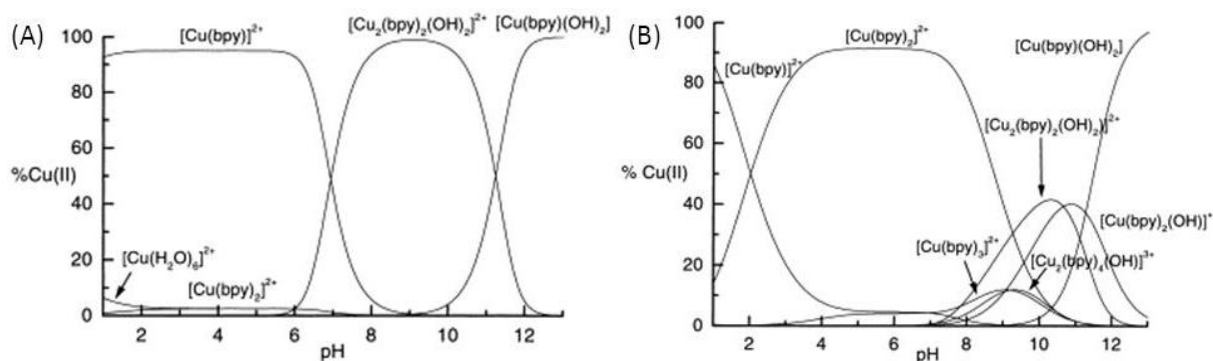 (A)
[Cu(bpy)]²⁺
[Cu₂(bpy)₂(OH)₂]²⁺
[Cu(bpy)(OH)₂]
100
80
60
%Cu(II)
40
20
0
[Cu(H₂O)₆]²⁺
[Cu(bpy)₂]²⁺
2 4 6 8 10 12
pH
(B)
[Cu(bpy)₂]²⁺
[Cu(bpy)(OH)₂]
[Cu(bpy)]²⁺
100
80
60
% Cu(II)
40
20
0
[Cu₂(bpy)₂(OH)₂)]²⁺
[Cu(bpy)₂(OH)]⁺
[Cu(bpy)₃]²⁺
[Cu₂(bpy)₄(OH)]³⁺
2 4 6 8 10 12
pH